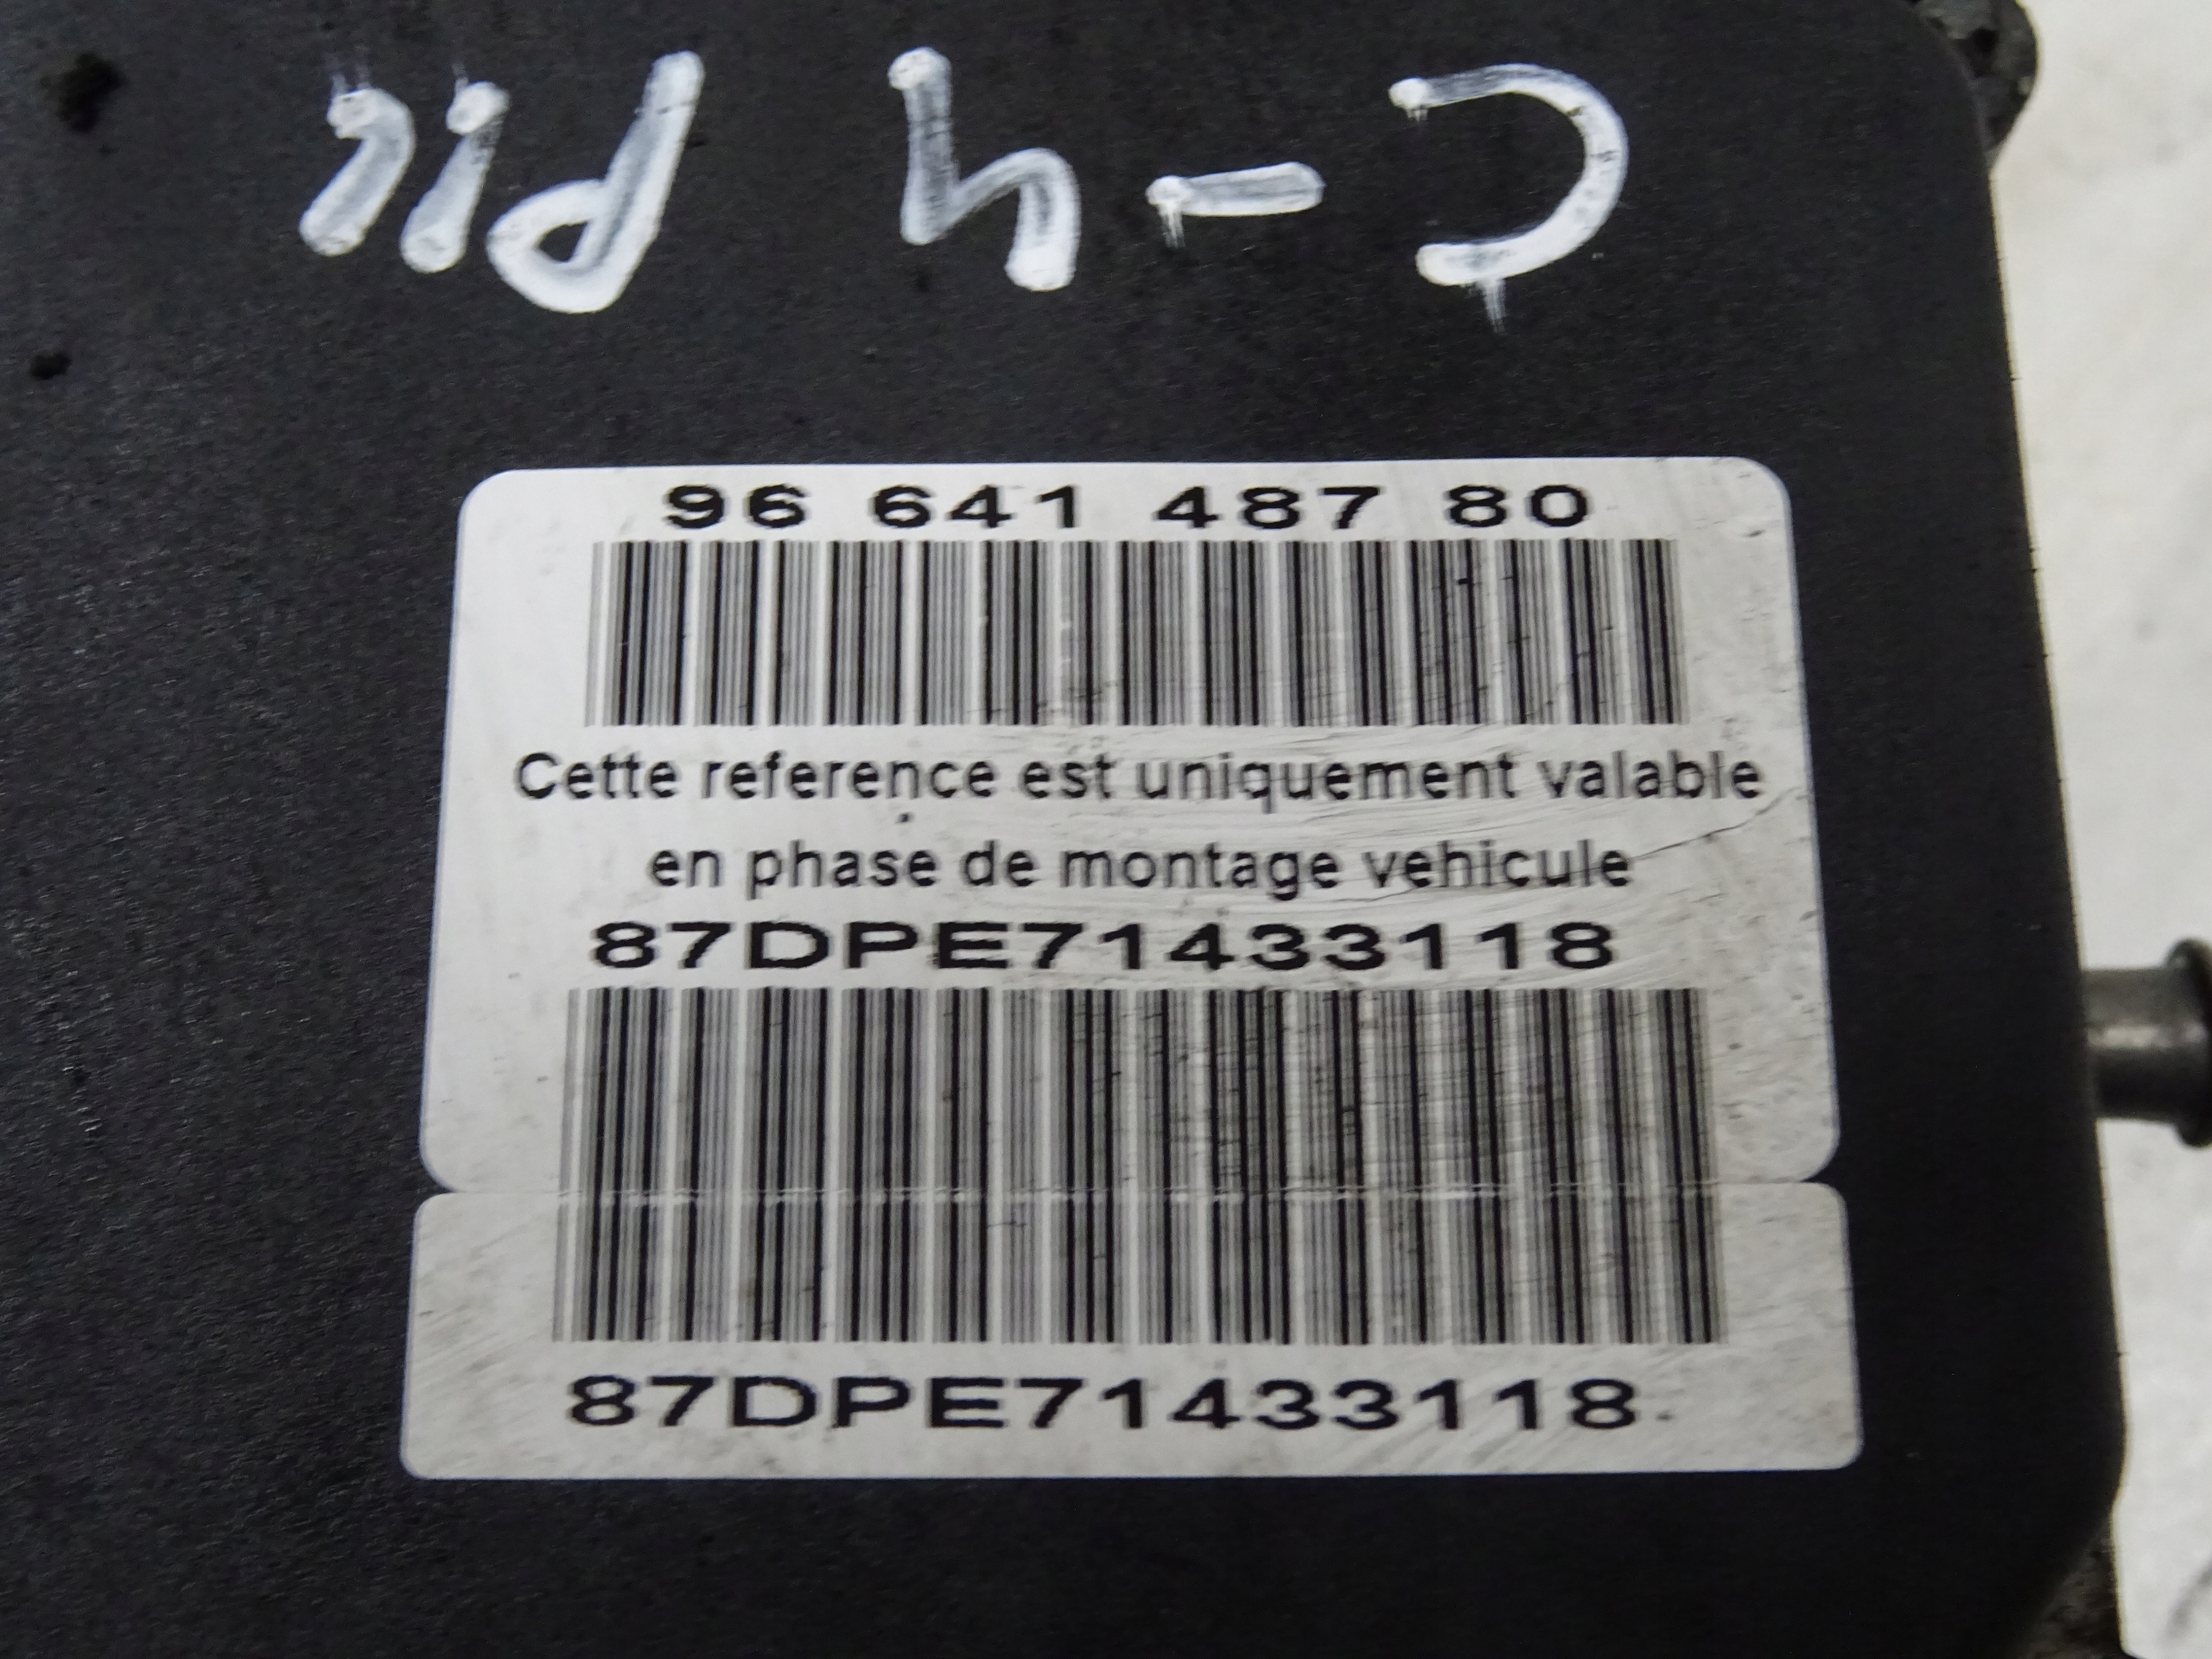 C-4 Pii
96 641 487 80
Cette reference est uniquement valable
en phase de montage vehicule
87DPE71433118
87DPE71433118